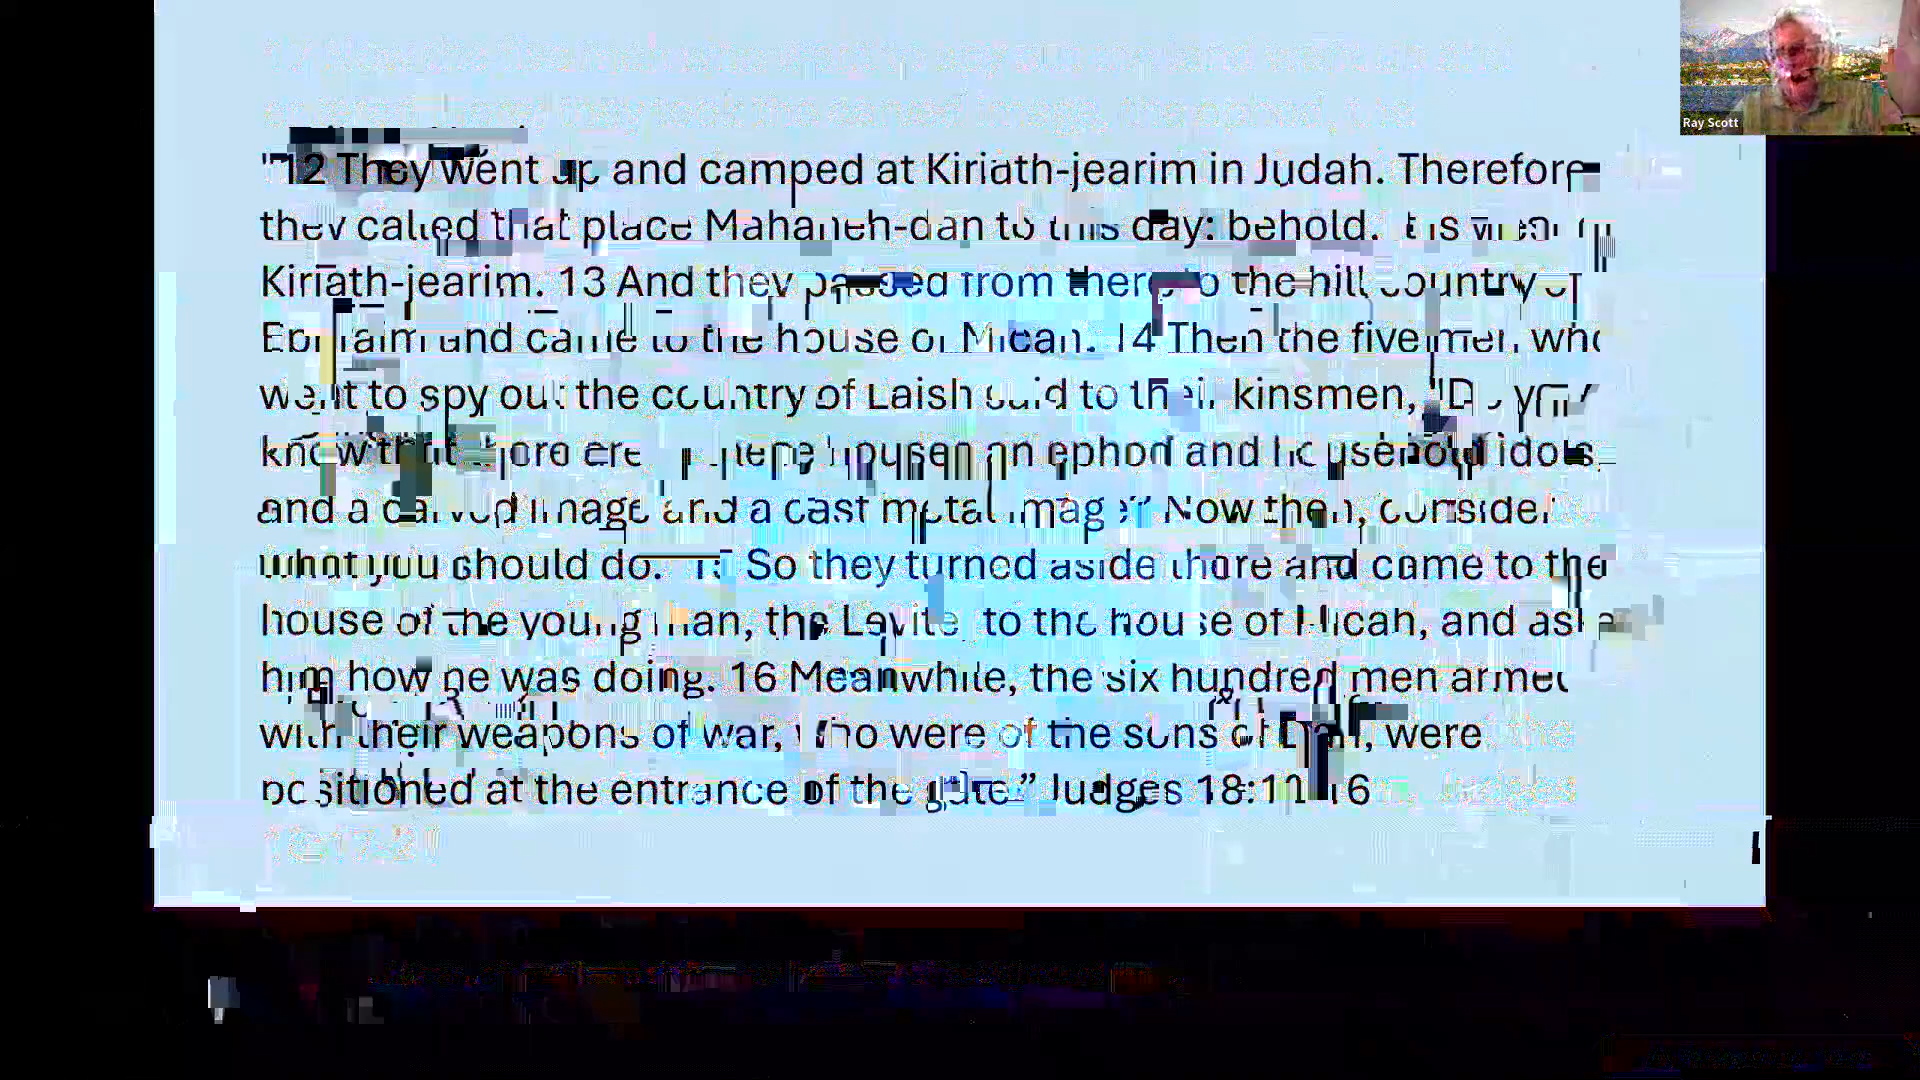 Ray Scott
"12 They went up and camped at Kiriath-jearim in Judah. Therefore
they called that place Mahaneh-dan to this day: behold. it is
Kiriath-jearim. 13 And they passed from there to the hill country of
Ephraim and came to the house of Micah. 14 Then the five men who
went to spy out the country of Laish said to their kinsmen, "Do you
know that there are these houses an ephod and household idols
and a carved image and a cast metal image? Now then, consider
what you should do. 15 So they turned aside there and came to the
house of the young man, the Levite, to the house of Micah, and asked
him how he was doing. 16 Meanwhile, the six hundred men armed
with their weapons of war, who were of the sons of Dan, were
positioned at the entrance of the gate.” Judges 18:12-16